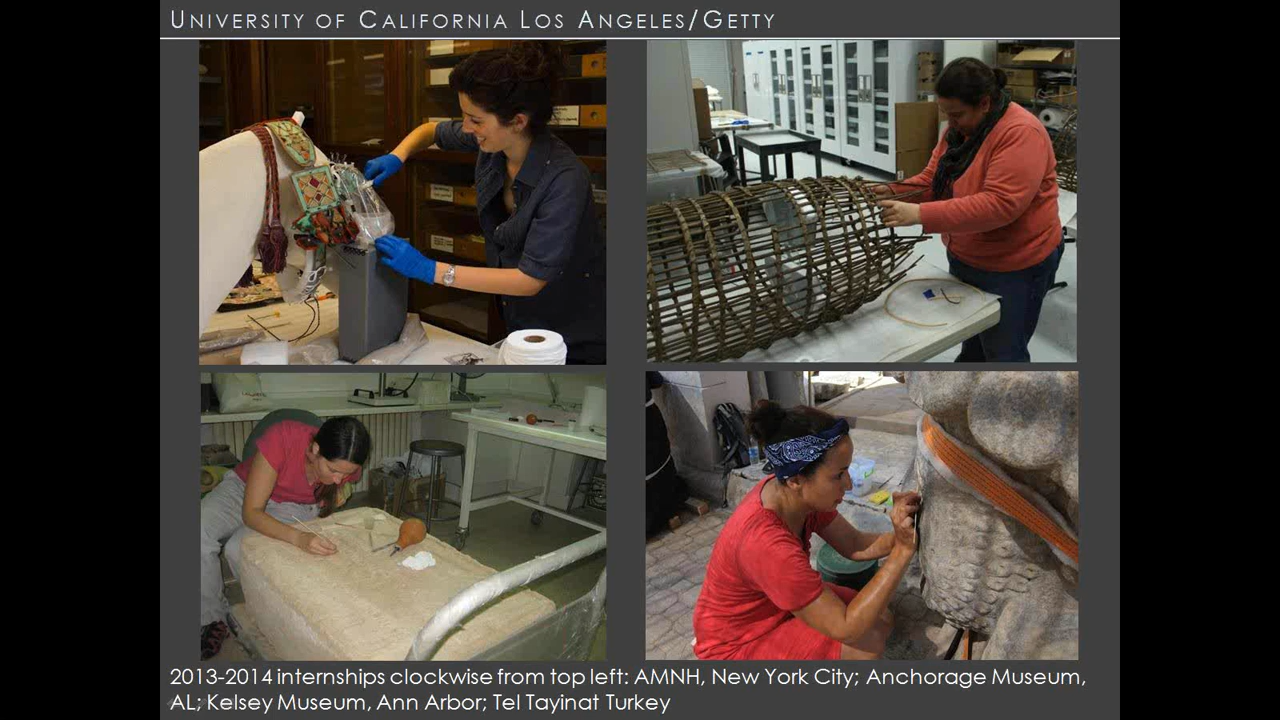 UNIVERSITY OF CALIFORNIA LOS ANGELES/GETTY
2013-2014 internships clockwise from top left: AMNH, New York City; Anchorage Museum,
AL; Kelsey Museum, Ann Arbor; Tel Tayinat Turkey